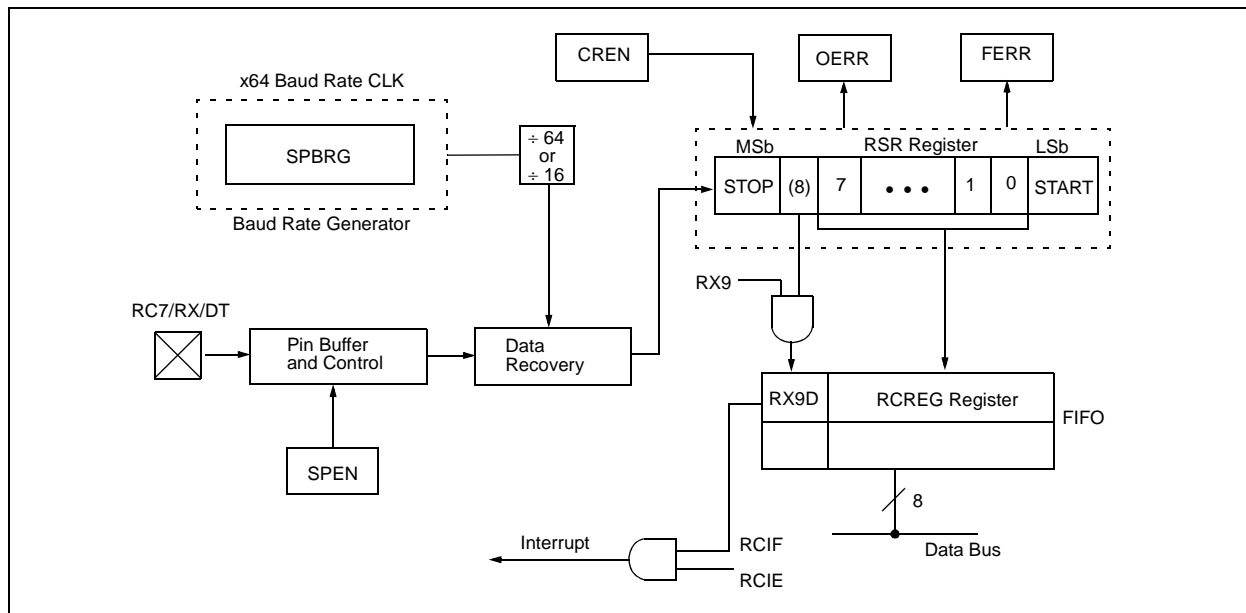 CREN
OERR
FERR
x64 Baud Rate CLK
SPBRG
÷ 64
or
÷ 16
Baud Rate Generator
MSb
RSR Register
LSb
STOP
(8)
7
• • •
1
0
START
RX9
RC7/RX/DT
Pin Buffer
and Control
Data
Recovery
SPEN
RX9D
RCREG Register
FIFO
8
Data Bus
Interrupt
RCIF
RCIE